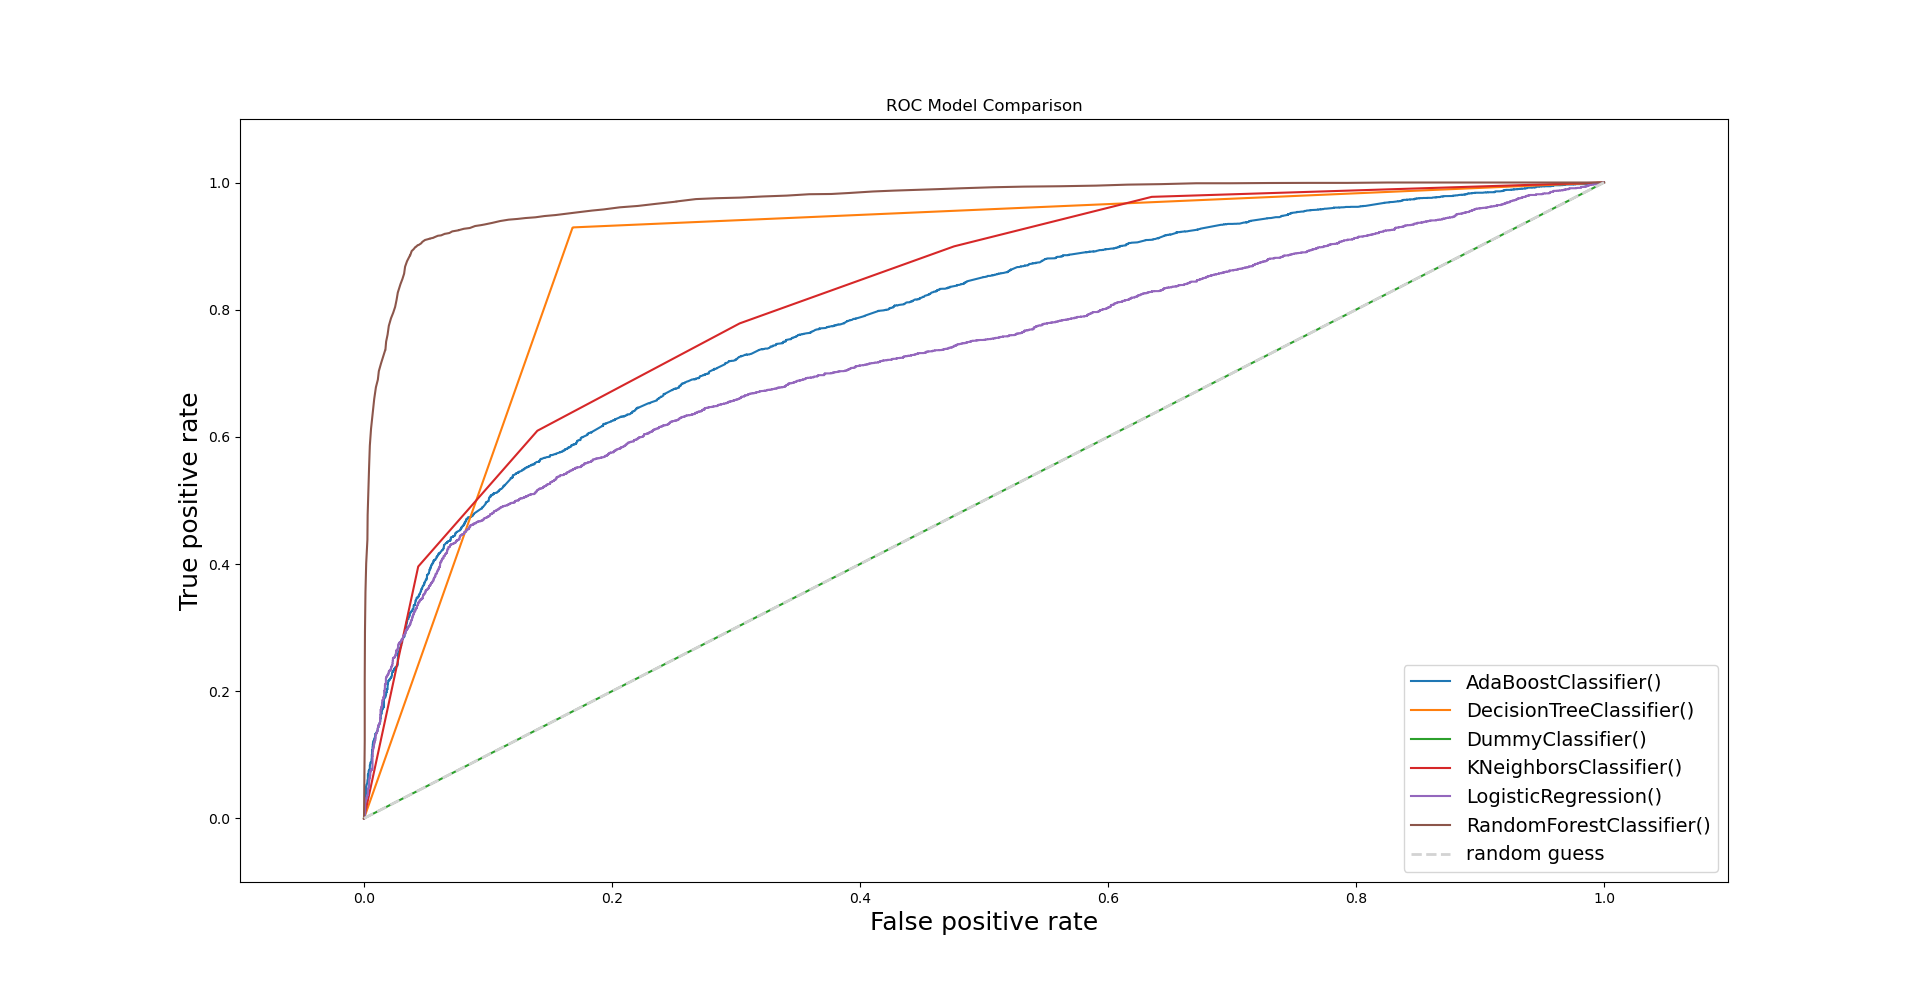 ROC Model Comparison
True positive rate
1.0
0.8
0.6
0.4
0.2
0.0
0.0 0.2 0.4 0.6 0.8 1.0
False positive rate
AdaBoostClassifier()
DecisionTreeClassifier()
DummyClassifier()
KNeighborsClassifier()
LogisticRegression()
RandomForestClassifier()
random guess